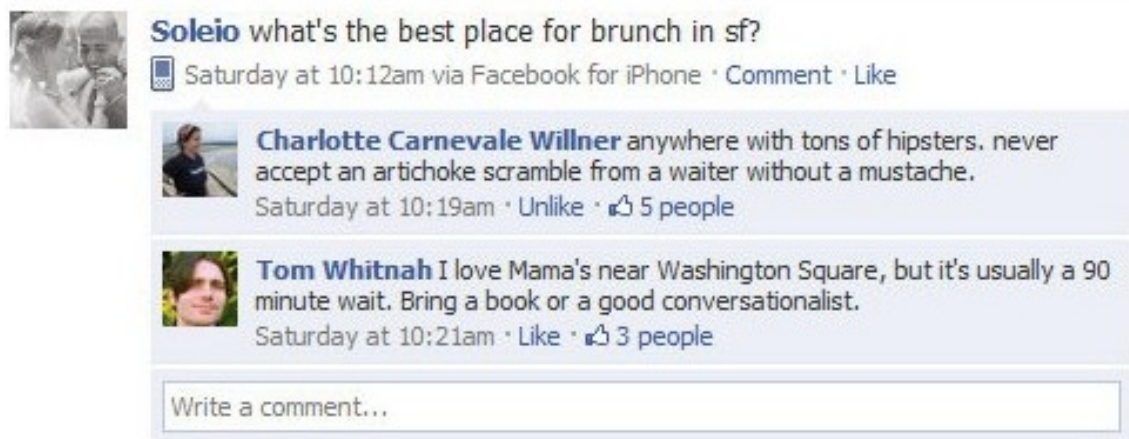 Soleio what's the best place for brunch in sf?
Saturday at 10:12am via Facebook for iPhone · Comment · Like
Charlotte Carnevale Willner anywhere with tons of hipsters. never
accept an artichoke scramble from a waiter without a mustache.
Saturday at 10:19am · Unlike · 5 people
Tom Whitnah I love Mama's near Washington Square, but it's usually a 90
minute wait. Bring a book or a good conversationalist.
Saturday at 10:21am · Like · 3 people
Write a comment...